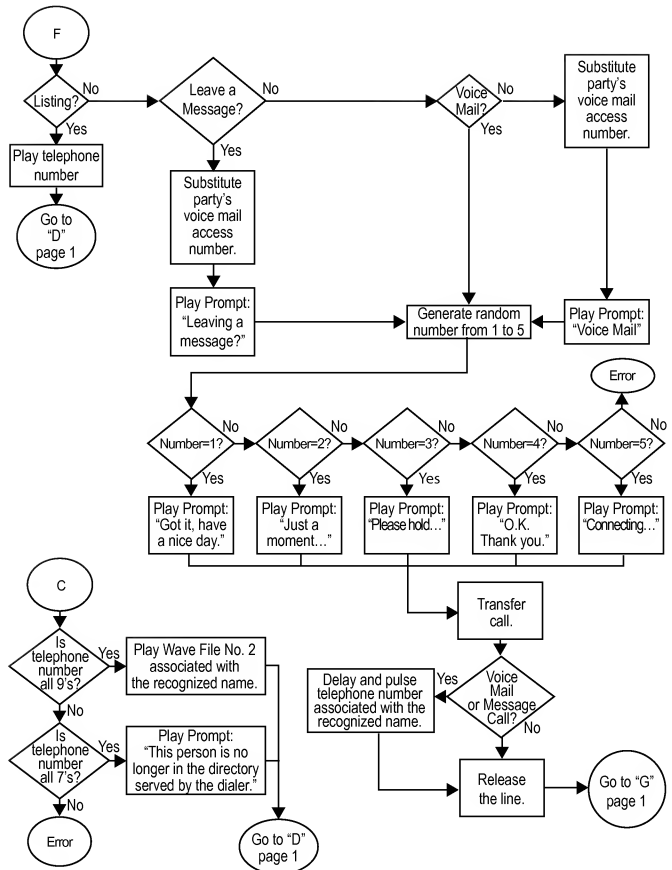 F
Listing?
No
Yes
Play telephone
number
Go to
“D”
page 1
Leave a
Message?
No
Yes
Substitute
party’s
voice mail
access
number.
Play Prompt:
“Leaving a
message?”
Voice
Mail?
No
Yes
Substitute
party’s
voice mail
access
number.
Play Prompt:
“Voice Mail”
Generate random
number from 1 to 5
Error
Number=1?
No
Yes
Number=2?
No
Yes
Number=3?
No
Yes
Number=4?
No
Yes
Number=5?
No
Yes
Play Prompt:
“Got it, have
a nice day.”
Play Prompt:
“Just a
moment…”
Play Prompt:
“Please hold…”
Play Prompt:
“O.K.
Thank you.”
Play Prompt:
“Connecting…”
C
Is
telephone
number
all 9’s?
Yes
No
Play Wave File No. 2
associated with
the recognized name.
Is
telephone
number
all 7’s?
Yes
No
Play Prompt:
“This person is no
longer in the directory
served by the dialer.”
Error
Go to “D”
page 1
Transfer
call.
Voice
Mail
or Message
Call?
Yes
No
Delay and pulse
telephone number
associated with the
recognized name.
Release
the line.
Go to “G”
page 1